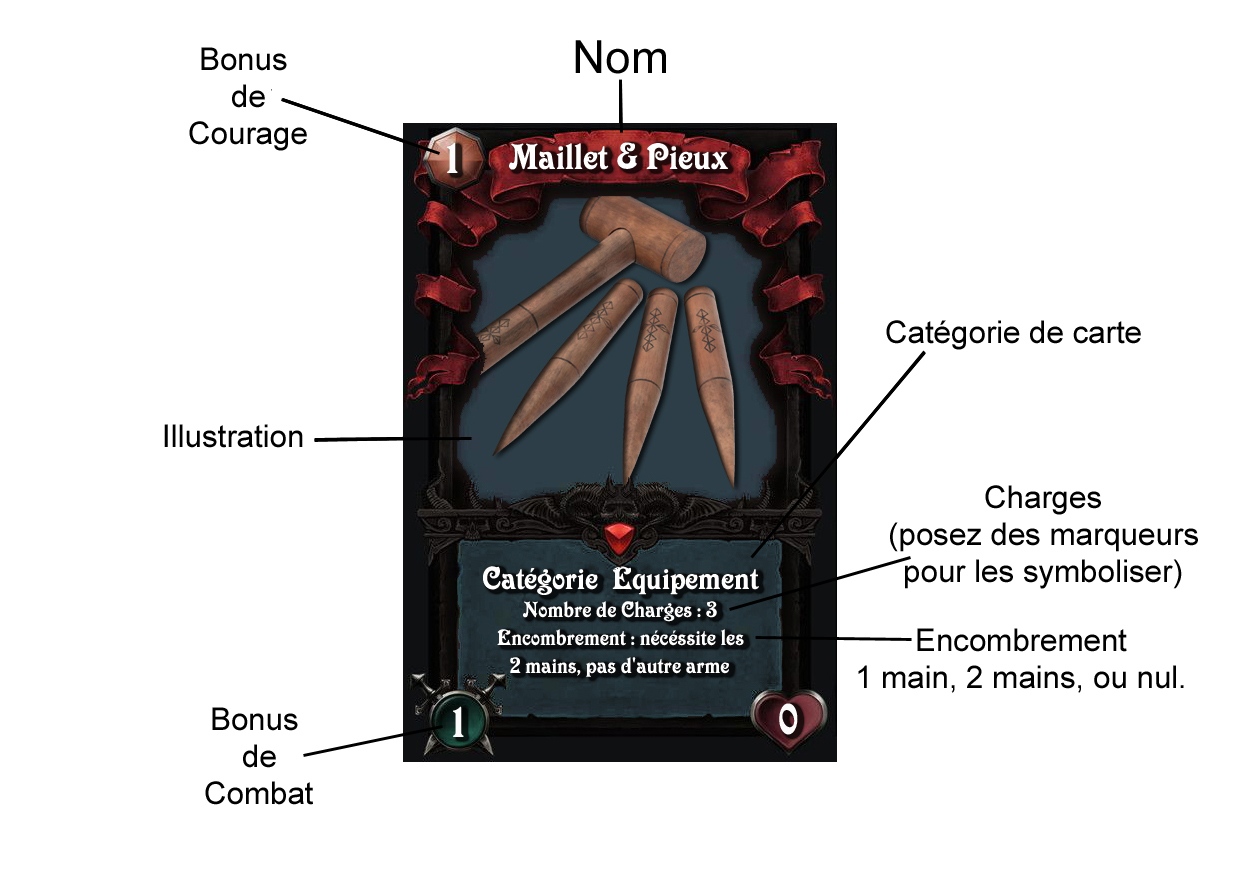 Nom
Bonus
de
Courage
1
Maillet & Pieux
Catégorie de carte
Illustration
Charges
(posez des marqueurs
pour les symboliser)
Catégorie Equipement
Nombre de Charges : 3
Encombrement : nécéssite les
2 mains, pas d'autre arme
Encombrement
1 main, 2 mains, ou nul.
Bonus
de
Combat
1
0